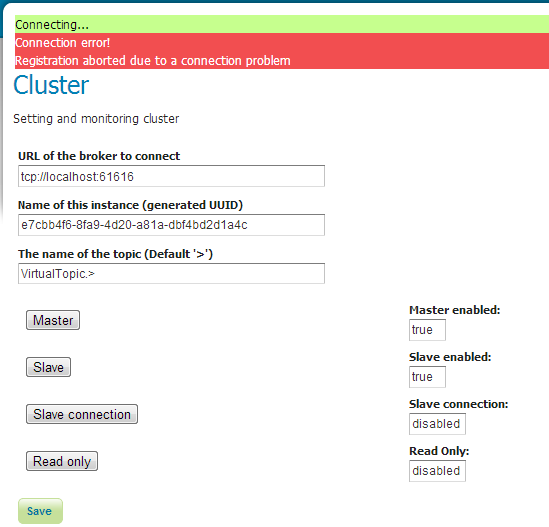 Connecting...
Connection error!
Registration aborted due to a connection problem
Cluster
Setting and monitoring cluster
URL of the broker to connect
tcp://localhost:61616
Name of this instance (generated UUID)
e7cbb4f6-8fa9-4d20-a81a-dbf4bd2d1a4c
The name of the topic (Default '>')
VirtualTopic.>
Master
Master enabled:
true
Slave
Slave enabled:
true
Slave connection
Slave connection:
disabled
Read only
Read Only:
disabled
Save